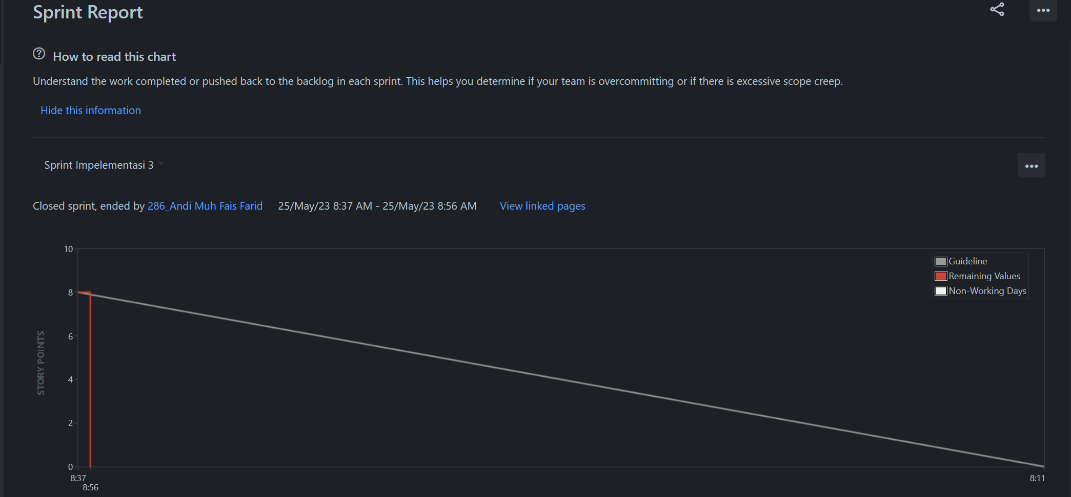 Sprint Report
How to read this chart
Understand the work completed or pushed back to the backlog in each sprint. This helps you determine if your team is overcommitting or if there is excessive scope creep.
Hide this information
Sprint Impelementasi 3
Closed sprint, ended by 286_Andi Muh Fais Farid 25/May/23 8:37 AM - 25/May/23 8:56 AM View linked pages
Guideline
Remaining Values
Non-Working Days
STORY POINTS
10
8
6
4
2
0
8:37
8:56
8:11